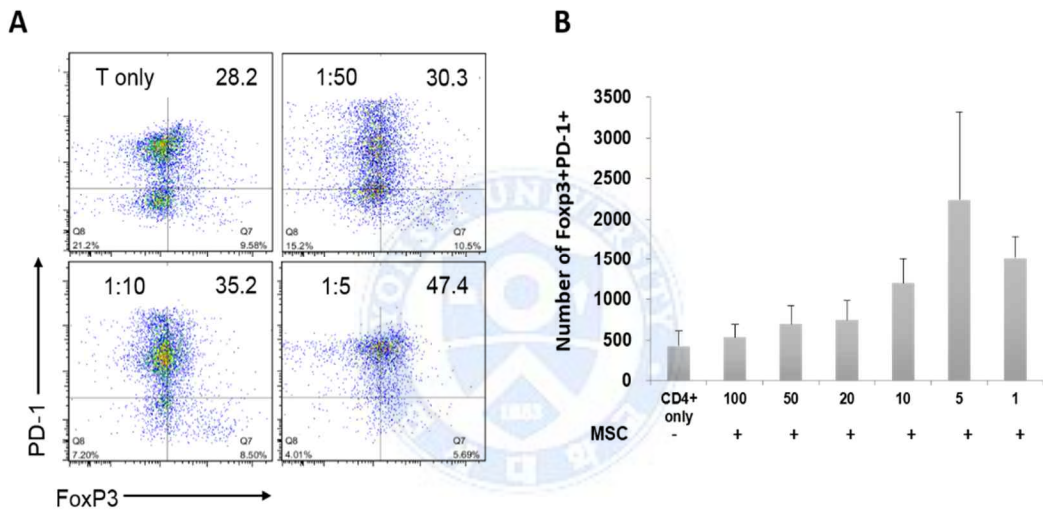 A
T only 28.2
Q8
21.2%
Q7
9.58%
1:50 30.3
Q8
15.2%
Q7
10.5%
1:10 35.2
Q8
7.20%
Q7
8.50%
1:5 47.4
Q8
4.01%
Q7
5.69%
PD-1
FoxP3
B
Number of Foxp3+PD-1+
3500
3000
2500
2000
1500
1000
500
0
CD4+ only 100 50 20 10 5 1
MSC - + + + + + +
1885